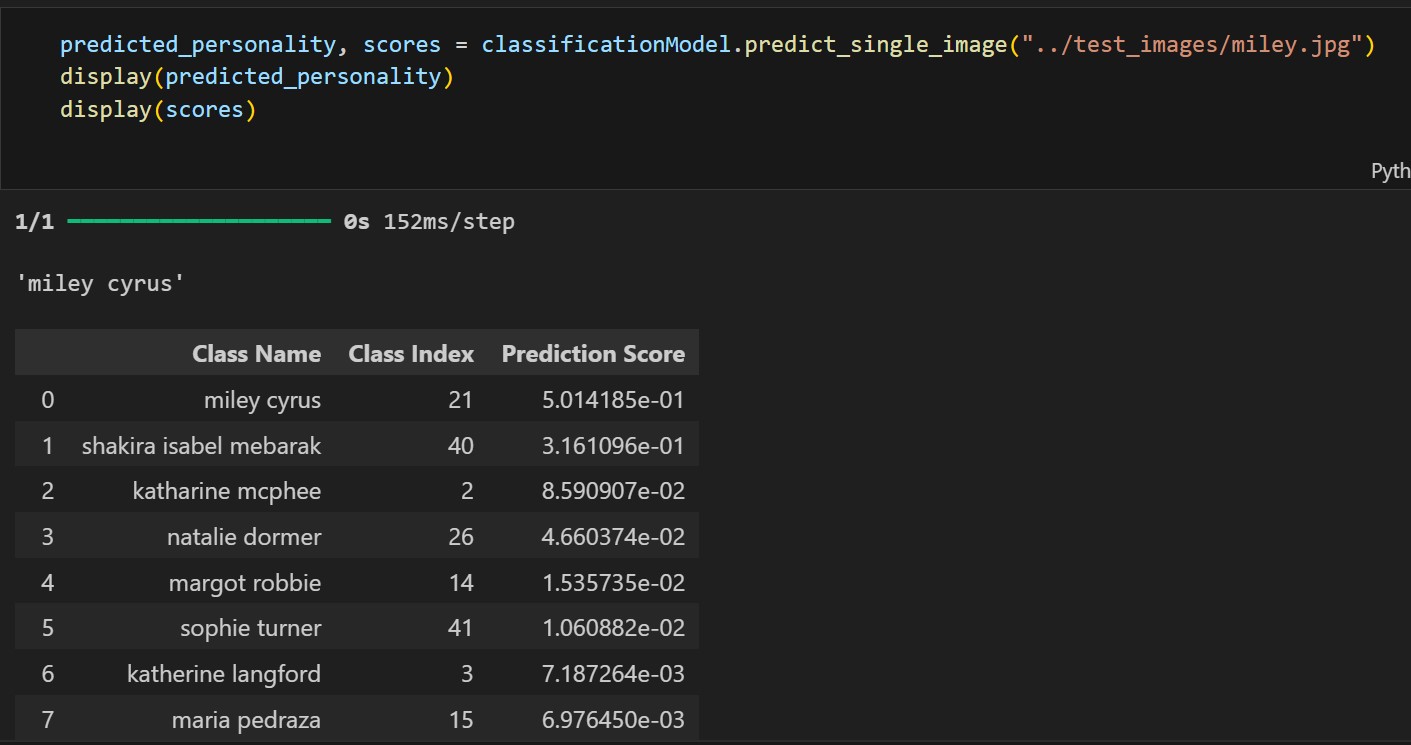 predicted_personality, scores = classificationModel.predict_single_image("../test_images/miley.jpg")
display(predicted_personality)
display(scores)
Pyth
1/1 ━━━━━━━━━━━━━━━━━━━━ 0s 152ms/step
'miley cyrus'
Class Name Class Index Prediction Score
0 miley cyrus 21 5.014185e-01
1 shakira isabel mebarak 40 3.161096e-01
2 katharine mcphee 2 8.590907e-02
3 natalie dormer 26 4.660374e-02
4 margot robbie 14 1.535735e-02
5 sophie turner 41 1.060882e-02
6 katherine langford 3 7.187264e-03
7 maria pedraza 15 6.976450e-03